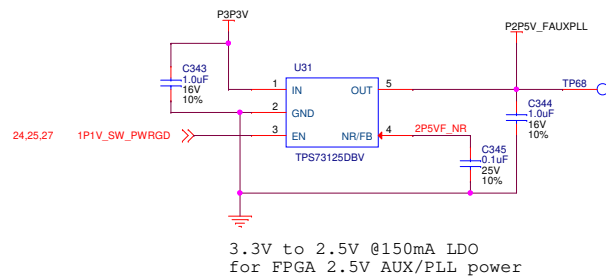 P3P3V
P2P5V_FAUXPLL
C343
1.0uF
16V
10%
U31
1 IN OUT 5
TP68
2 GND
3 EN NR/FB 4
TPS73125DBV
24,25,27 1P1V_SW_PWRGD
2P5VF_NR
C344
1.0uF
16V
10%
C345
0.1uF
25V
10%
3.3V to 2.5V @150mA LDO
for FPGA 2.5V AUX/PLL power